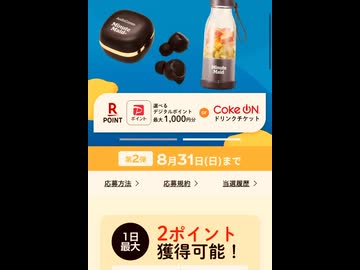 Minute Maid
Minute Maid
R
POINT
ポイント
選べる
デジタルポイント
最大1,000円分
or
Coke ON
ドリンクチケット
第2弾 8月31日(日)まで
応募方法 > 応募規約 > 当選履歴 >
1日
最大
2ポイント
獲得可能!